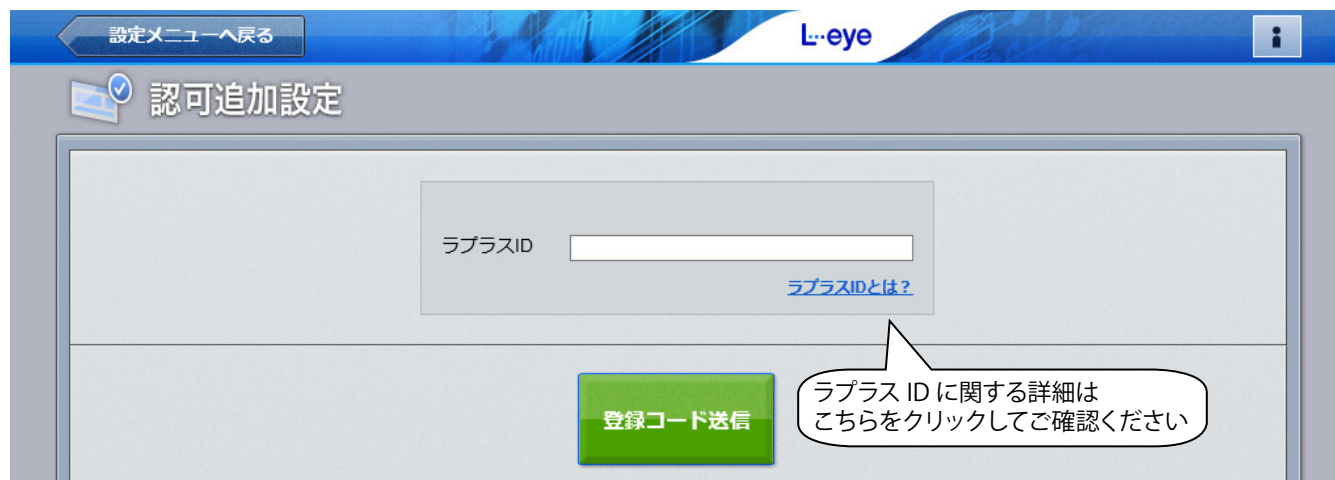 設定メニューへ戻る
L…eye
認可追加設定
ラプラスID
ラプラスIDとは？
登録コード送信
ラプラス ID に関する詳細は
こちらをクリックしてご確認ください